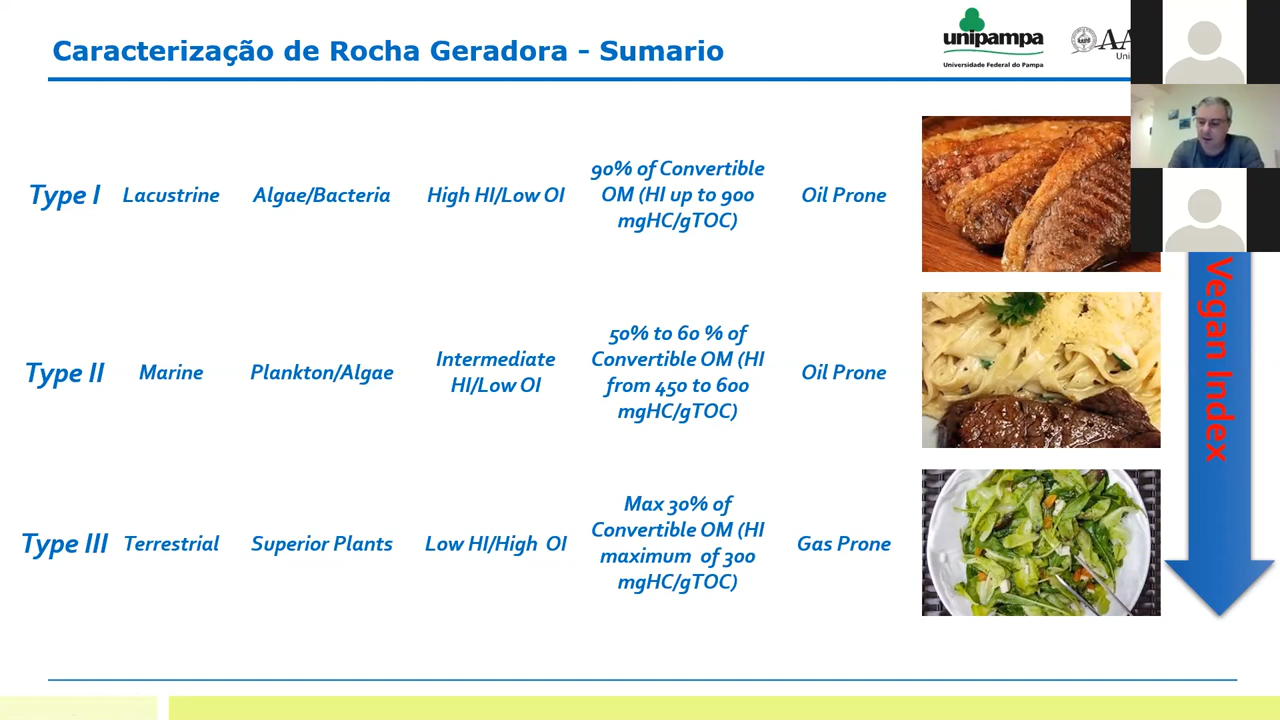 Caracterização de Rocha Geradora - Sumario
unipampa
Universidade Federal do Pampa
Type I
Lacustrine
Algae/Bacteria
High HI/Low OI
90% of Convertible
OM (HI up to 900
mgHC/gTOC)
Oil Prone
Type II
Marine
Plankton/Algae
Intermediate
HI/Low OI
50% to 60 % of
Convertible OM (HI
from 450 to 600
mgHC/gTOC)
Oil Prone
Type III
Terrestrial
Superior Plants
Low HI/High OI
Max 30% of
Convertible OM (HI
maximum of 300
mgHC/gTOC)
Gas Prone
Vegan Index